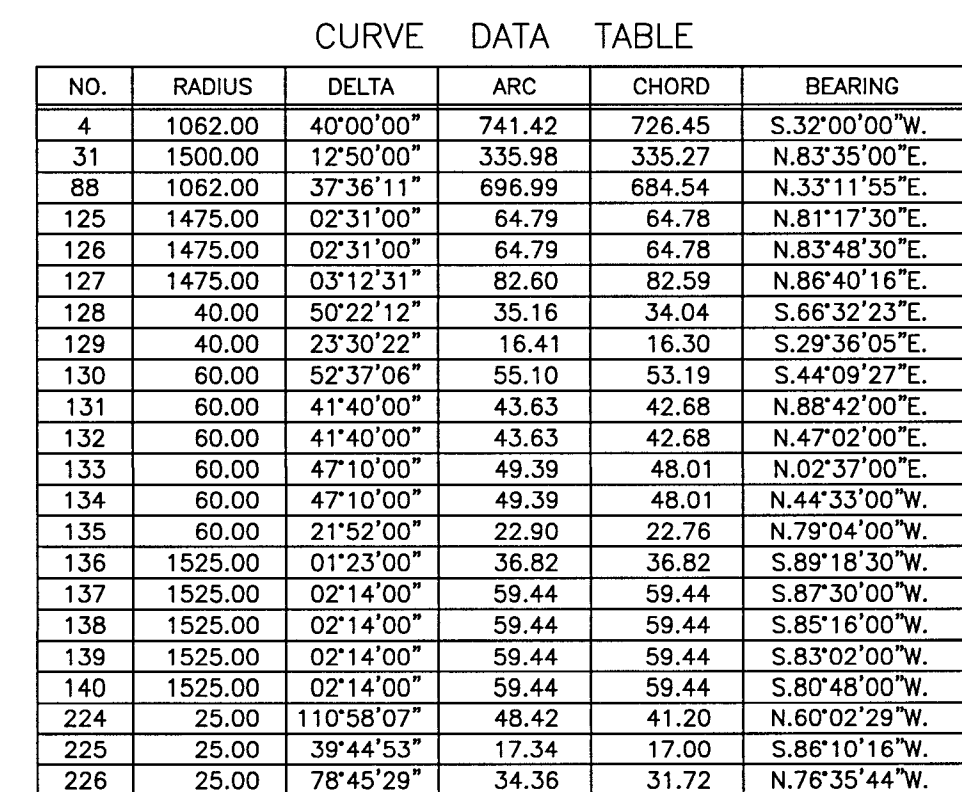 CURVE DATA TABLE
NO. RADIUS DELTA ARC CHORD BEARING
4 1062.00 40°00'00" 741.42 726.45 S.32°00'00"W.
31 1500.00 12°50'00" 335.98 335.27 N.83°35'00"E.
88 1062.00 37°36'11" 696.99 684.54 N.33°11'55"E.
125 1475.00 02°31'00" 64.79 64.78 N.81°17'30"E.
126 1475.00 02°31'00" 64.79 64.78 N.83°48'30"E.
127 1475.00 03°12'31" 82.60 82.59 N.86°40'16"E.
128 40.00 50°22'12" 35.16 34.04 S.66°32'23"E.
129 40.00 23°30'22" 16.41 16.30 S.29°36'05"E.
130 60.00 52°37'06" 55.10 53.19 S.44°09'27"E.
131 60.00 41°40'00" 43.63 42.68 N.88°42'00"E.
132 60.00 41°40'00" 43.63 42.68 N.47°02'00"E.
133 60.00 47°10'00" 49.39 48.01 N.02°37'00"E.
134 60.00 47°10'00" 49.39 48.01 N.44°33'00"W.
135 60.00 21°52'00" 22.90 22.76 N.79°04'00"W.
136 1525.00 01°23'00" 36.82 36.82 S.89°18'30"W.
137 1525.00 02°14'00" 59.44 59.44 S.87°30'00"W.
138 1525.00 02°14'00" 59.44 59.44 S.85°16'00"W.
139 1525.00 02°14'00" 59.44 59.44 S.83°02'00"W.
140 1525.00 02°14'00" 59.44 59.44 S.80°48'00"W.
224 25.00 110°58'07" 48.42 41.20 N.60°02'29"W.
225 25.00 39°44'53" 17.34 17.00 S.86°10'16"W.
226 25.00 78°45'29" 34.36 31.72 N.76°35'44"W.